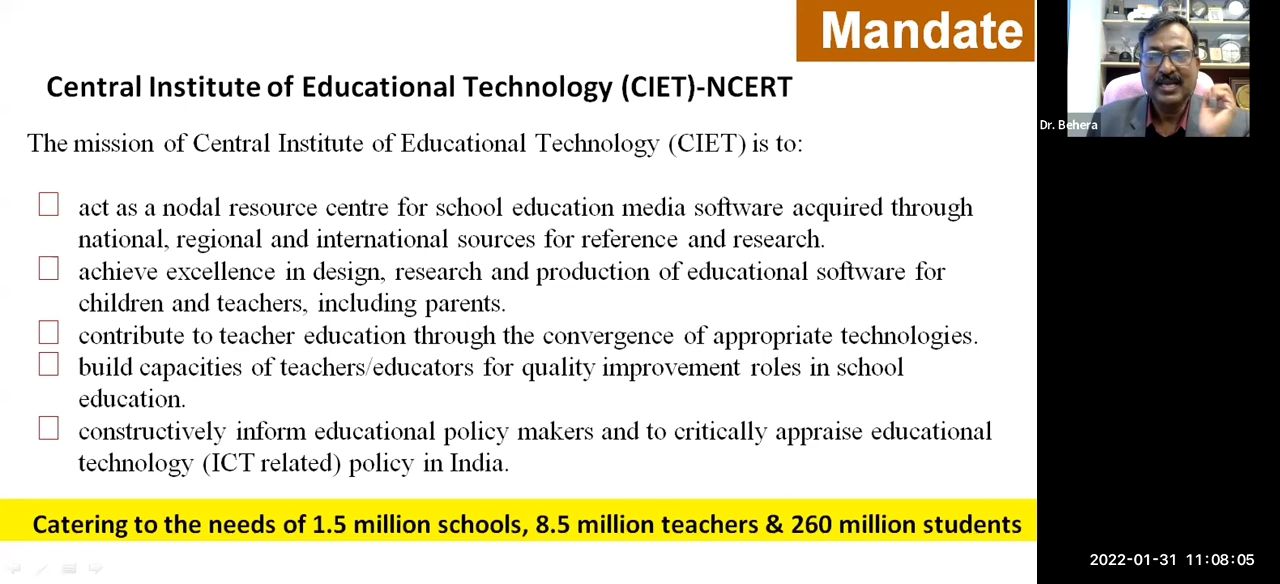 Mandate
Central Institute of Educational Technology (CIET)-NCERT
The mission of Central Institute of Educational Technology (CIET) is to:
act as a nodal resource centre for school education media software acquired through
national, regional and international sources for reference and research.
achieve excellence in design, research and production of educational software for
children and teachers, including parents.
contribute to teacher education through the convergence of appropriate technologies.
build capacities of teachers/educators for quality improvement roles in school
education.
constructively inform educational policy makers and to critically appraise educational
technology (ICT related) policy in India.
Catering to the needs of 1.5 million schools, 8.5 million teachers & 260 million students
Dr. Behera
2022-01-31 11:08:05